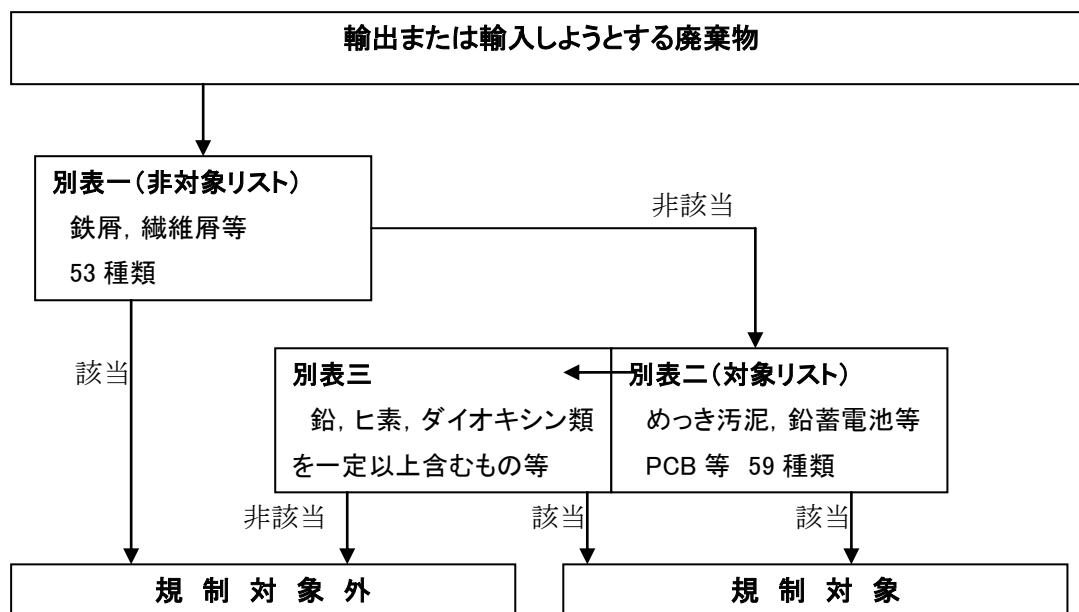 輸出または輸入しようとする廃棄物
別表一（非対象リスト）
鉄屑，繊維屑等
53 種類
非該当
該当
別表三
鉛，ヒ素，ダイオキシン類
を一定以上含むもの等
別表二（対象リスト）
めっき汚泥，鉛蓄電池等
PCB 等 59 種類
非該当
該当
該当
規 制 対 象 外
規 制 対 象